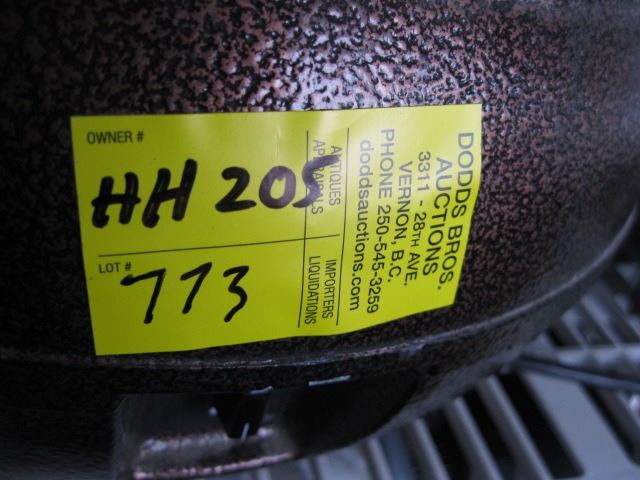 OWNER #
HH 205
LOT #
773
ANTIQUES
APPRAISALS
IMPORTERS
LIQUIDATIONS
DODDS BROS.
AUCTIONS
3311 - 28TH AVE.
VERNON, B.C.
PHONE 250-545-3259
doddsauctions.com